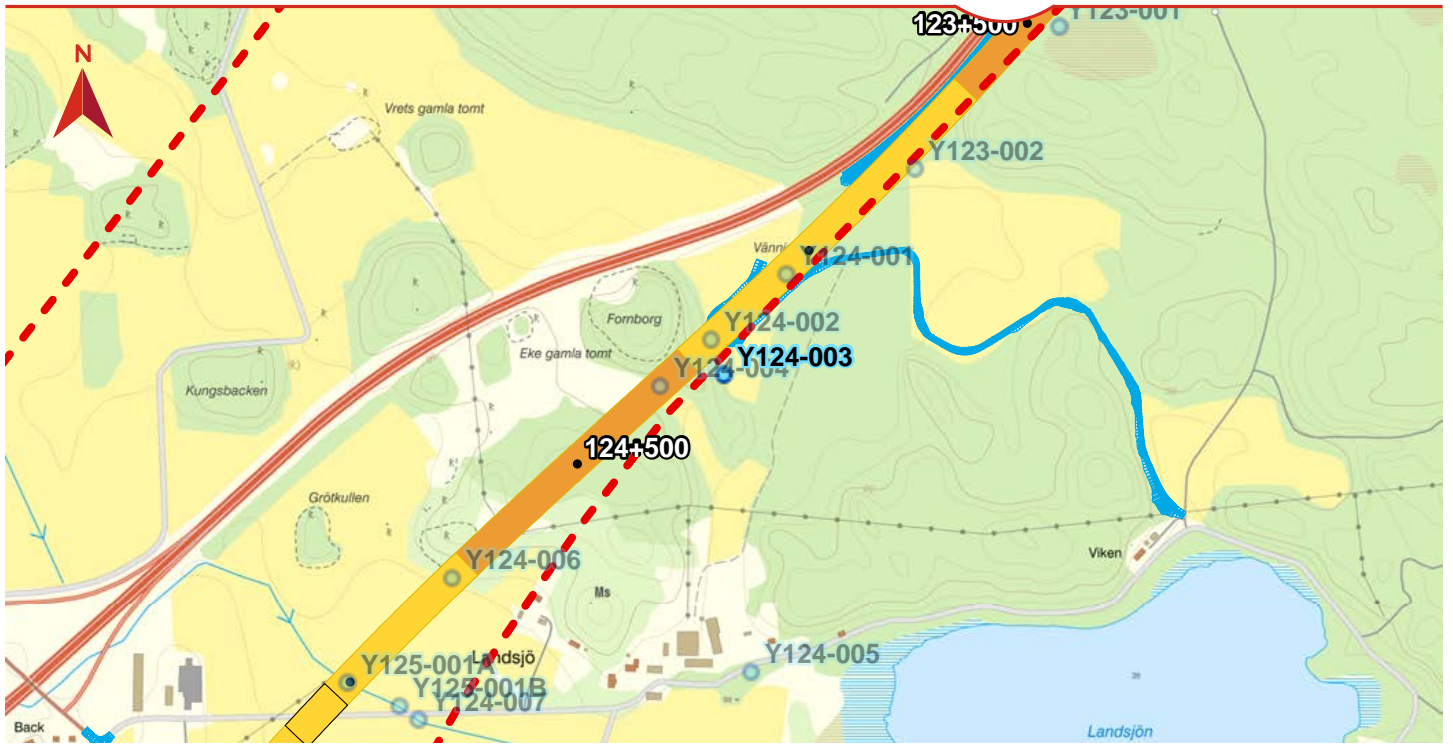 123+500
Y123-001
N
Vrets gamla tomt
Y123-002
Y124-001
Fornborg
Y124-002
Eke gamla tomt
Y124-003
Y124-004
Kungsbacken
124+500
Grötkullen
Y124-006
Viken
Ms
Y124-005
Landsjö
Y125-001A
Y125-001B
Y124-007
Back
Landsjön